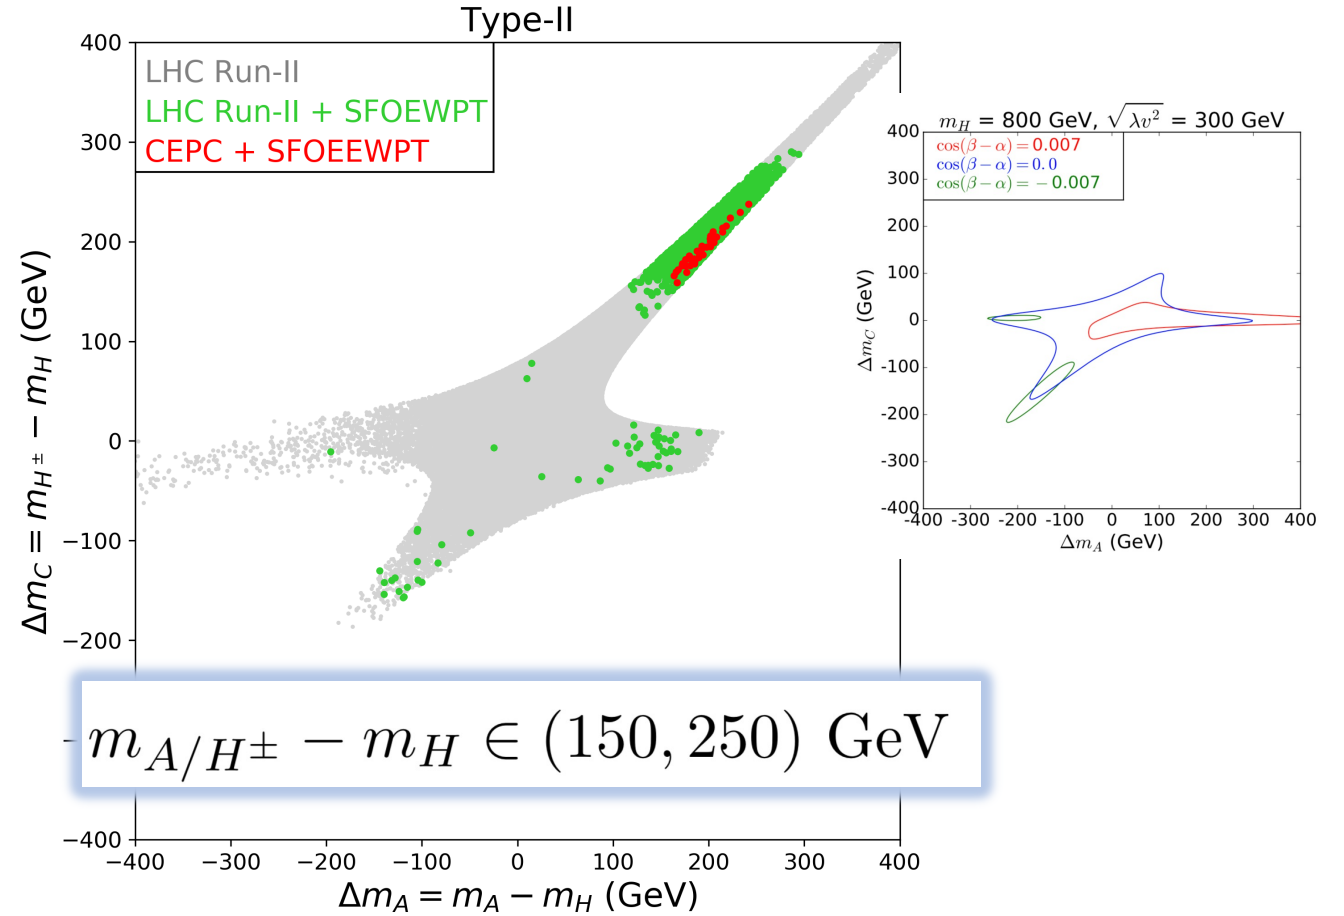 Type-II
LHC Run-II
LHC Run-II + SFOEWPT
CEPC + SFOEEWPT
400
300
200
100
0
−100
−200
−400
−400 −300 −200 −100 0 100 200 300 400
Δm_C = m_{H^±} − m_H (GeV)
Δm_A = m_A − m_H (GeV)
m_{A/H^±} − m_H ∈ (150, 250) GeV
m_H = 800 GeV, √λv² = 300 GeV
cos(β−α)=0.007
cos(β−α)=0.0
cos(β−α)=−0.007
400
300
200
100
0
-100
-200
-300
-400
-400 -300 -200 -100 0 100 200 300 400
Δm_C (GeV)
Δm_A (GeV)